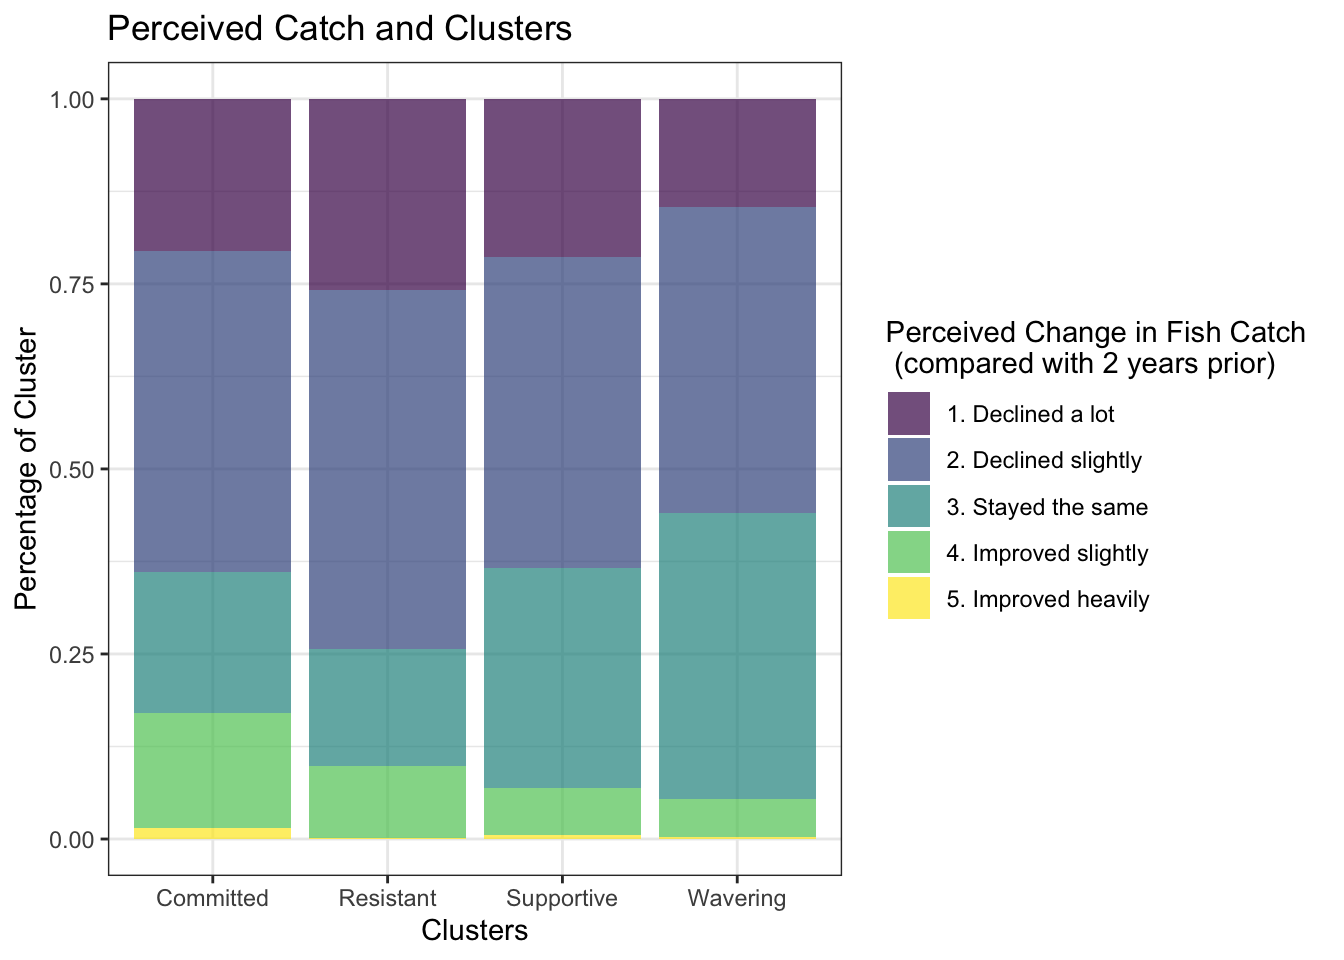 Perceived Catch and Clusters
Percentage of Cluster
1.00
0.75
0.50
0.25
0.00
Committed
Resistant
Supportive
Wavering
Clusters
Perceived Change in Fish Catch
(compared with 2 years prior)
1. Declined a lot
2. Declined slightly
3. Stayed the same
4. Improved slightly
5. Improved heavily